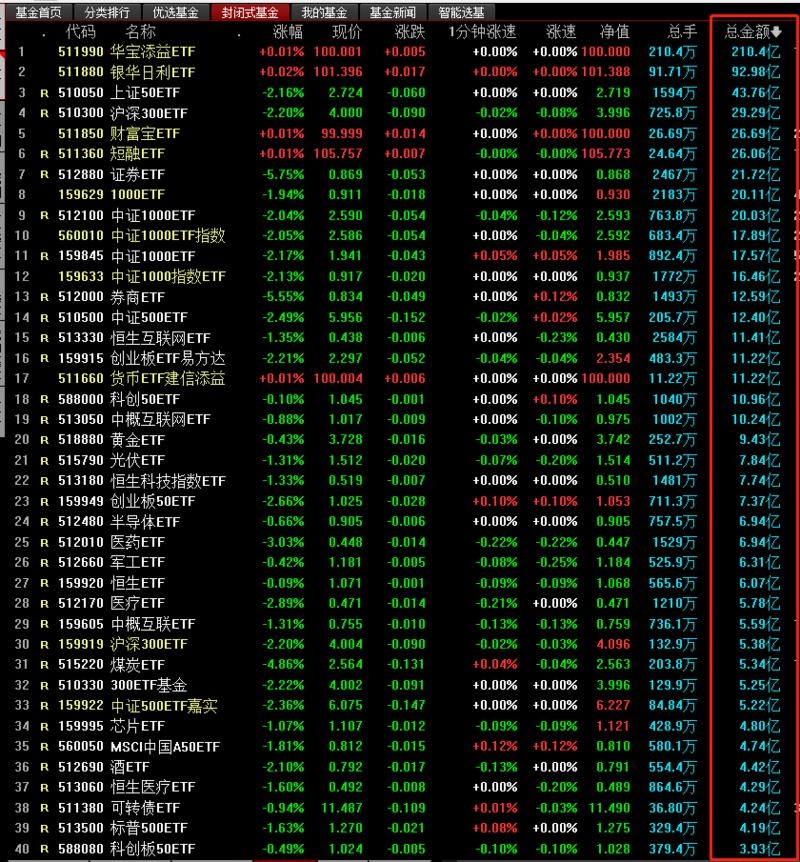 基金首页 分类排行 优选基金 封闭式基金 我的基金 基金新闻 智能选基
代码 名称 涨幅 现价 涨跌 1分钟涨速 涨速 净值 总手 总金额
1 511990 华宝添益ETF +0.01% 100.001 +0.005 +0.00% +0.00% 100.000 210.4万 210.4亿
2 511880 银华日利ETF +0.02% 101.396 +0.017 +0.00% +0.00% 101.388 91.71万 92.98亿
3 R 510050 上证50ETF -2.16% 2.724 -0.060 +0.00% +0.00% 2.719 1594万 43.76亿
4 R 510300 沪深300ETF -2.20% 4.000 -0.090 -0.02% -0.08% 3.996 725.8万 29.29亿
5 511850 财富宝ETF +0.01% 99.999 +0.014 +0.00% +0.00% 100.000 26.69万 26.69亿
6 R 511360 短融ETF +0.01% 105.757 +0.007 -0.00% -0.00% 105.773 24.64万 26.06亿
7 R 512880 证券ETF -5.75% 0.869 -0.053 +0.00% +0.00% 0.868 2467万 21.72亿
8 159629 1000ETF -1.94% 0.911 -0.018 +0.00% +0.00% 0.930 2183万 20.11亿
9 R 512100 中证1000ETF -2.04% 2.590 -0.054 -0.04% -0.12% 2.593 763.8万 20.03亿
10 560010 中证1000ETF指数 -2.05% 2.586 -0.054 +0.00% -0.04% 2.592 683.4万 17.89亿
11 R 159845 中证1000ETF -2.17% 1.941 -0.043 +0.05% +0.05% 1.985 892.4万 17.57亿
12 159633 中证1000指数ETF -2.13% 0.917 -0.020 +0.00% +0.00% 0.937 1772万 16.46亿
13 R 512000 券商ETF -5.55% 0.834 -0.049 +0.00% +0.12% 0.832 1493万 12.59亿
14 R 510500 中证500ETF -2.49% 5.956 -0.152 -0.02% +0.02% 5.957 205.7万 12.40亿
15 R 513330 恒生互联网ETF -1.35% 0.438 -0.006 +0.00% -0.23% 0.430 2584万 11.41亿
16 R 159915 创业板ETF易方达 -2.21% 2.297 -0.052 -0.04% -0.04% 2.354 483.3万 11.22亿
17 511660 货币ETF建信添益 +0.01% 100.004 +0.006 +0.00% +0.00% 100.000 11.22万 11.22亿
18 R 588000 科创50ETF -0.10% 1.045 -0.001 +0.00% +0.10% 1.045 1040万 10.96亿
19 R 513050 中概互联网ETF -0.88% 1.017 -0.009 +0.00% -0.10% 0.975 1002万 10.24亿
20 R 518880 黄金ETF -0.43% 3.728 -0.016 -0.03% +0.00% 3.742 252.7万 9.43亿
21 R 515790 光伏ETF -1.31% 1.512 -0.020 -0.07% -0.20% 1.514 511.2万 7.84亿
22 R 513180 恒生科技指数ETF -1.33% 0.519 -0.007 +0.00% +0.00% 0.510 1481万 7.74亿
23 R 159949 创业板50ETF -2.66% 1.025 -0.028 +0.10% +0.10% 1.053 711.3万 7.37亿
24 R 512480 半导体ETF -0.66% 0.905 -0.006 +0.00% +0.00% 0.905 757.5万 6.94亿
25 R 512010 医药ETF -3.03% 0.448 -0.014 -0.22% -0.22% 0.447 1529万 6.94亿
26 R 512660 军工ETF -0.42% 1.181 -0.005 -0.08% -0.25% 1.184 525.9万 6.31亿
27 R 159920 恒生ETF -0.09% 1.071 -0.001 -0.09% -0.09% 1.068 565.6万 6.07亿
28 R 512170 医疗ETF -2.89% 0.471 -0.014 -0.21% +0.00% 0.471 1210万 5.78亿
29 R 159605 中概互联ETF -1.31% 0.755 -0.010 -0.13% -0.13% 0.759 736.1万 5.59亿
30 R 159919 沪深300ETF -2.20% 4.004 -0.090 -0.02% -0.03% 4.096 132.9万 5.38亿
31 R 515220 煤炭ETF -4.86% 2.564 -0.131 +0.04% -0.04% 2.563 203.8万 5.34亿
32 R 510330 300ETF基金 -2.22% 4.002 -0.091 +0.00% +0.00% 3.996 129.9万 5.25亿
33 R 159922 中证500ETF嘉实 -2.36% 6.075 -0.147 +0.00% +0.00% 6.227 84.84万 5.22亿
34 R 159995 芯片ETF -1.07% 1.107 -0.012 -0.09% -0.09% 1.121 428.9万 4.80亿
35 R 560050 MSCI中国A50ETF -1.81% 0.812 -0.015 +0.12% +0.12% 0.810 580.1万 4.74亿
36 R 512690 酒ETF -2.10% 0.792 -0.017 -0.13% +0.00% 0.791 554.4万 4.42亿
37 R 513060 恒生医疗ETF -1.60% 0.492 -0.008 +0.00% -0.20% 0.489 864.6万 4.29亿
38 R 511380 可转债ETF -0.94% 11.487 -0.109 +0.01% -0.03% 11.490 36.80万 4.24亿
39 R 513500 标普500ETF -1.63% 1.270 -0.021 +0.08% +0.00% 1.275 329.4万 4.19亿
40 R 588080 科创板50ETF -0.49% 1.024 -0.005 -0.10% -0.10% 1.028 379.4万 3.93亿